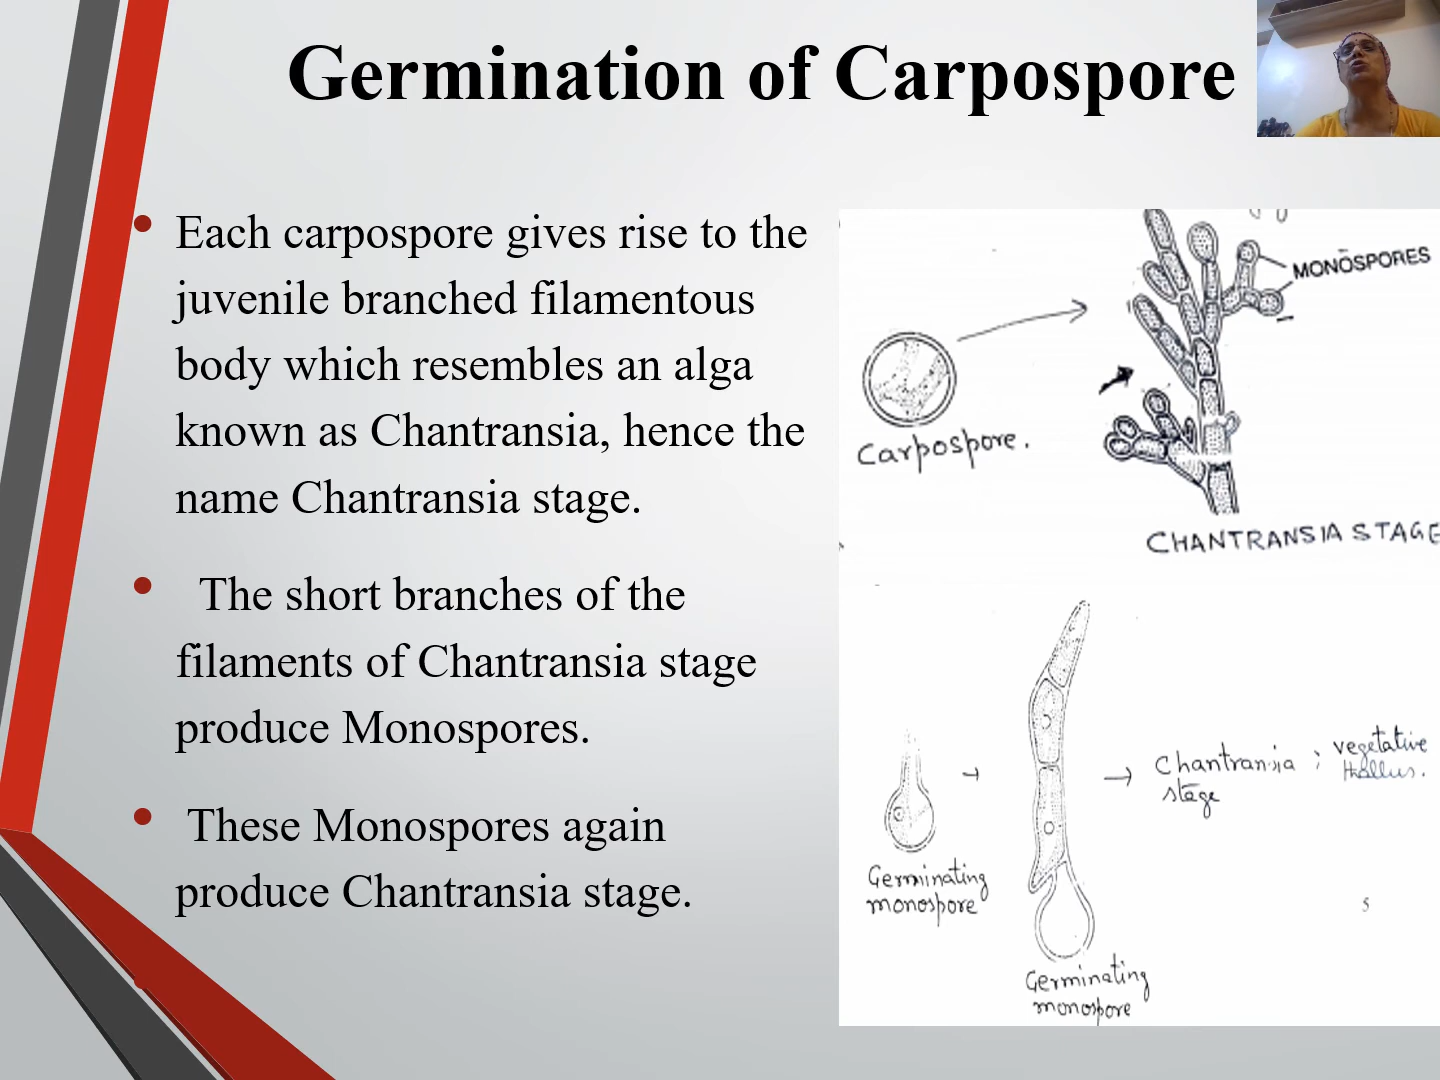 Germination of Carpospore
• Each carpospore gives rise to the
juvenile branched filamentous
body which resembles an alga
known as Chantransia, hence the
name Chantransia stage.
• The short branches of the
filaments of Chantransia stage
produce Monospores.
• These Monospores again
produce Chantransia stage.
MONOSPORES
Carpospore.
CHANTRANSIA STAGE
Chantransia ; vegetative
stage thallus.
Germinating
monospore
5
Germinating
monospore